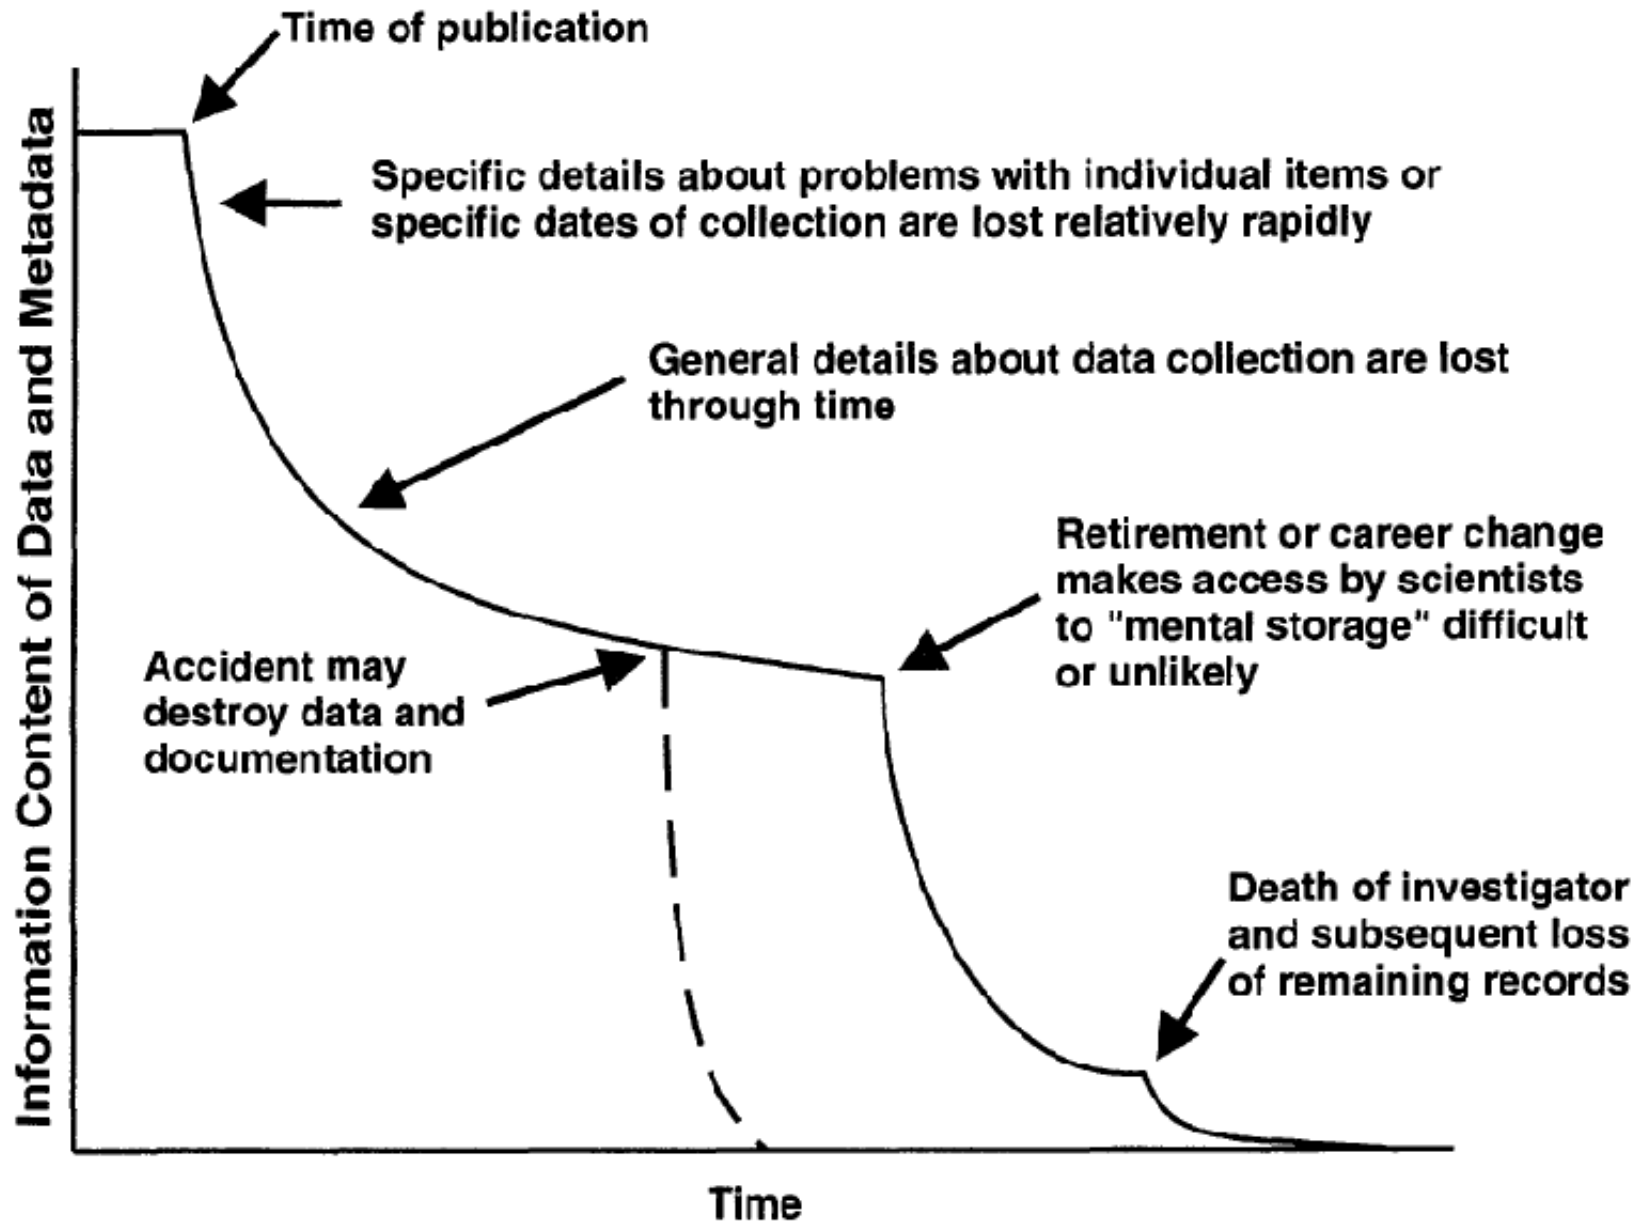 Time of publication
Information Content of Data and Metadata
Specific details about problems with individual items or
specific dates of collection are lost relatively rapidly
General details about data collection are lost
through time
Retirement or career change
makes access by scientists
to "mental storage" difficult
or unlikely
Accident may
destroy data and
documentation
Death of investigator
and subsequent loss
of remaining records
Time